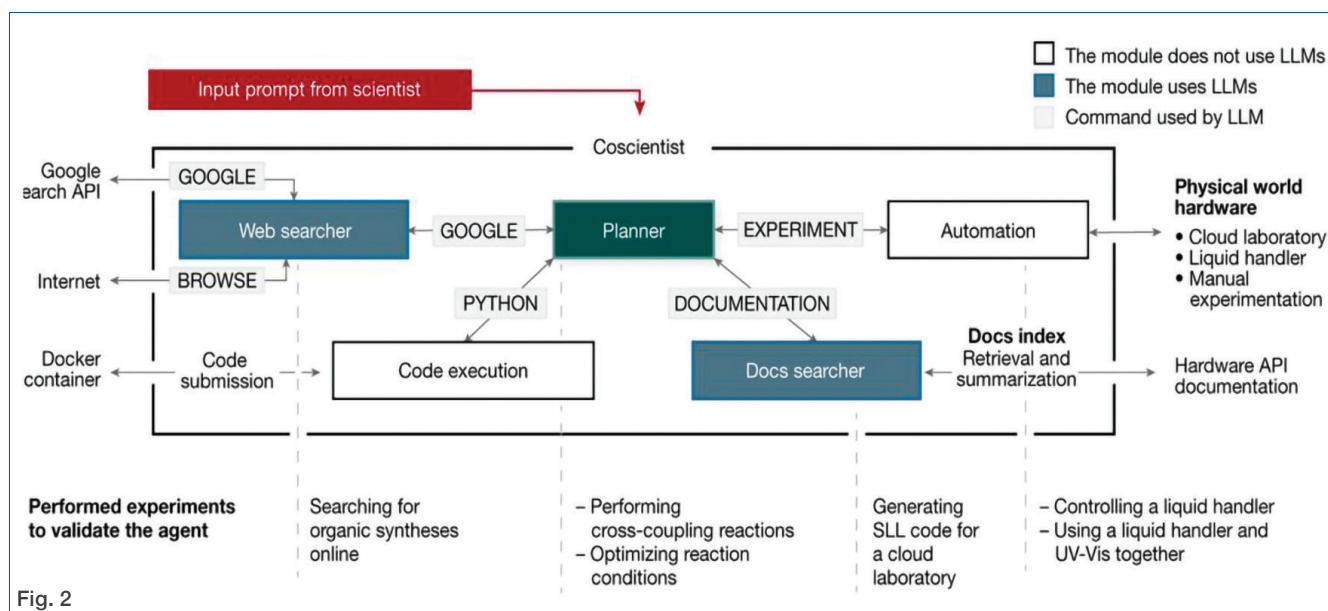 The module does not use LLMs
Input prompt from scientist
The module uses LLMs
Command used by LLM
Coscientist
Google
earch API
GOOGLE
Physical world
hardware
Web searcher
GOOGLE
Planner
EXPERIMENT
Automation
• Cloud laboratory
• Liquid handler
• Manual
experimentation
Internet
BROWSE
PYTHON
DOCUMENTATION
Docs index
Retrieval and
summarization
Docker
container
Code
submission
Code execution
Docs searcher
Hardware API
documentation
Performed experiments
to validate the agent
Searching for
organic syntheses
online
– Performing
cross-coupling reactions
– Optimizing reaction
conditions
Generating
SLL code for
a cloud
laboratory
– Controlling a liquid handler
– Using a liquid handler and
UV-Vis together
Fig. 2